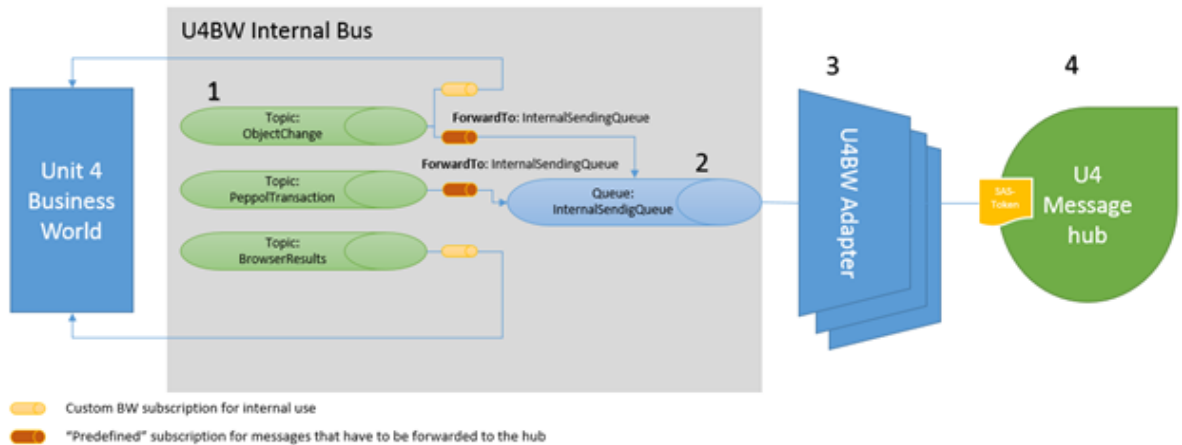 U4BW Internal Bus
1
Topic:
ObjectChange
ForwardTo: InternalSendingQueue
ForwardTo: InternalSendingQueue
2
Topic:
PeppolTransaction
Queue:
InternalSendigQueue
Topic:
BrowserResults
Unit 4
Business
World
3
U4BW Adapter
4
SAS-
Token
U4
Message
hub
Custom BW subscription for internal use
"Predefined" subscription for messages that have to be forwarded to the hub